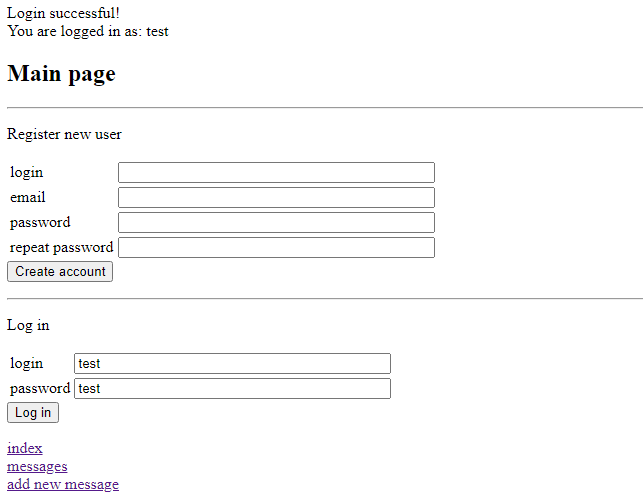 Login successful!
You are logged in as: test
Main page
Register new user
login
email
password
repeat password
Create account
Log in
login test
password test
Log in
index
messages
add new message